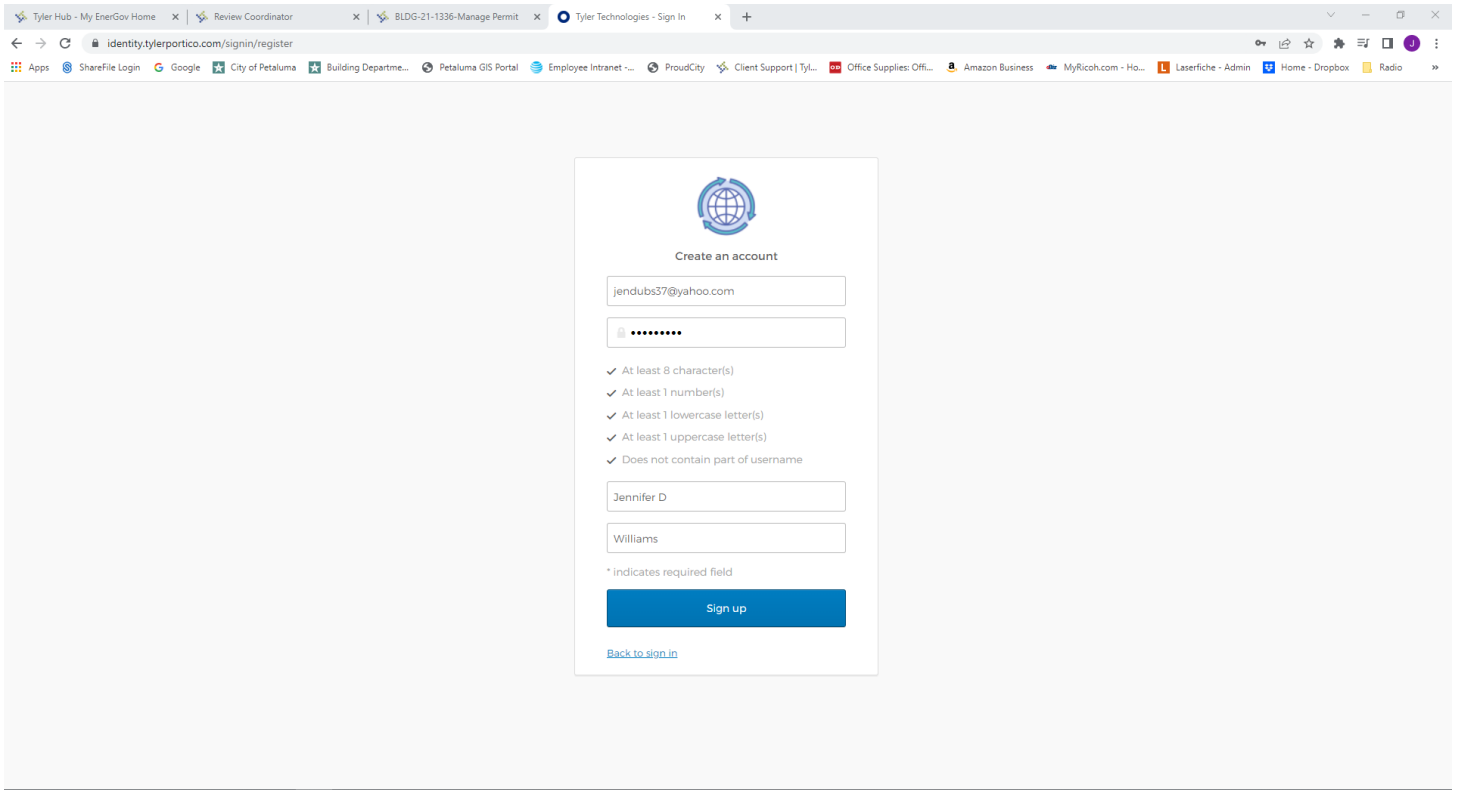 Tyler Hub - My EnerGov Home
Review Coordinator
BLDG-21-1336-Manage Permit
Tyler Technologies - Sign In
identity.tylerportico.com/signin/register
J
Apps ShareFile Login Google City of Petaluma Building Departme... Petaluma GIS Portal Employee Intranet -... ProudCity Client Support | Tyl... Office Supplies: Offi... Amazon Business MyRicoh.com - Ho... Laserfiche - Admin Home - Dropbox Radio »
Create an account
jendubs37@yahoo.com
•••••••••
At least 8 character(s)
At least 1 number(s)
At least 1 lowercase letter(s)
At least 1 uppercase letter(s)
Does not contain part of username
Jennifer D
Williams
* indicates required field
Sign up
Back to sign in